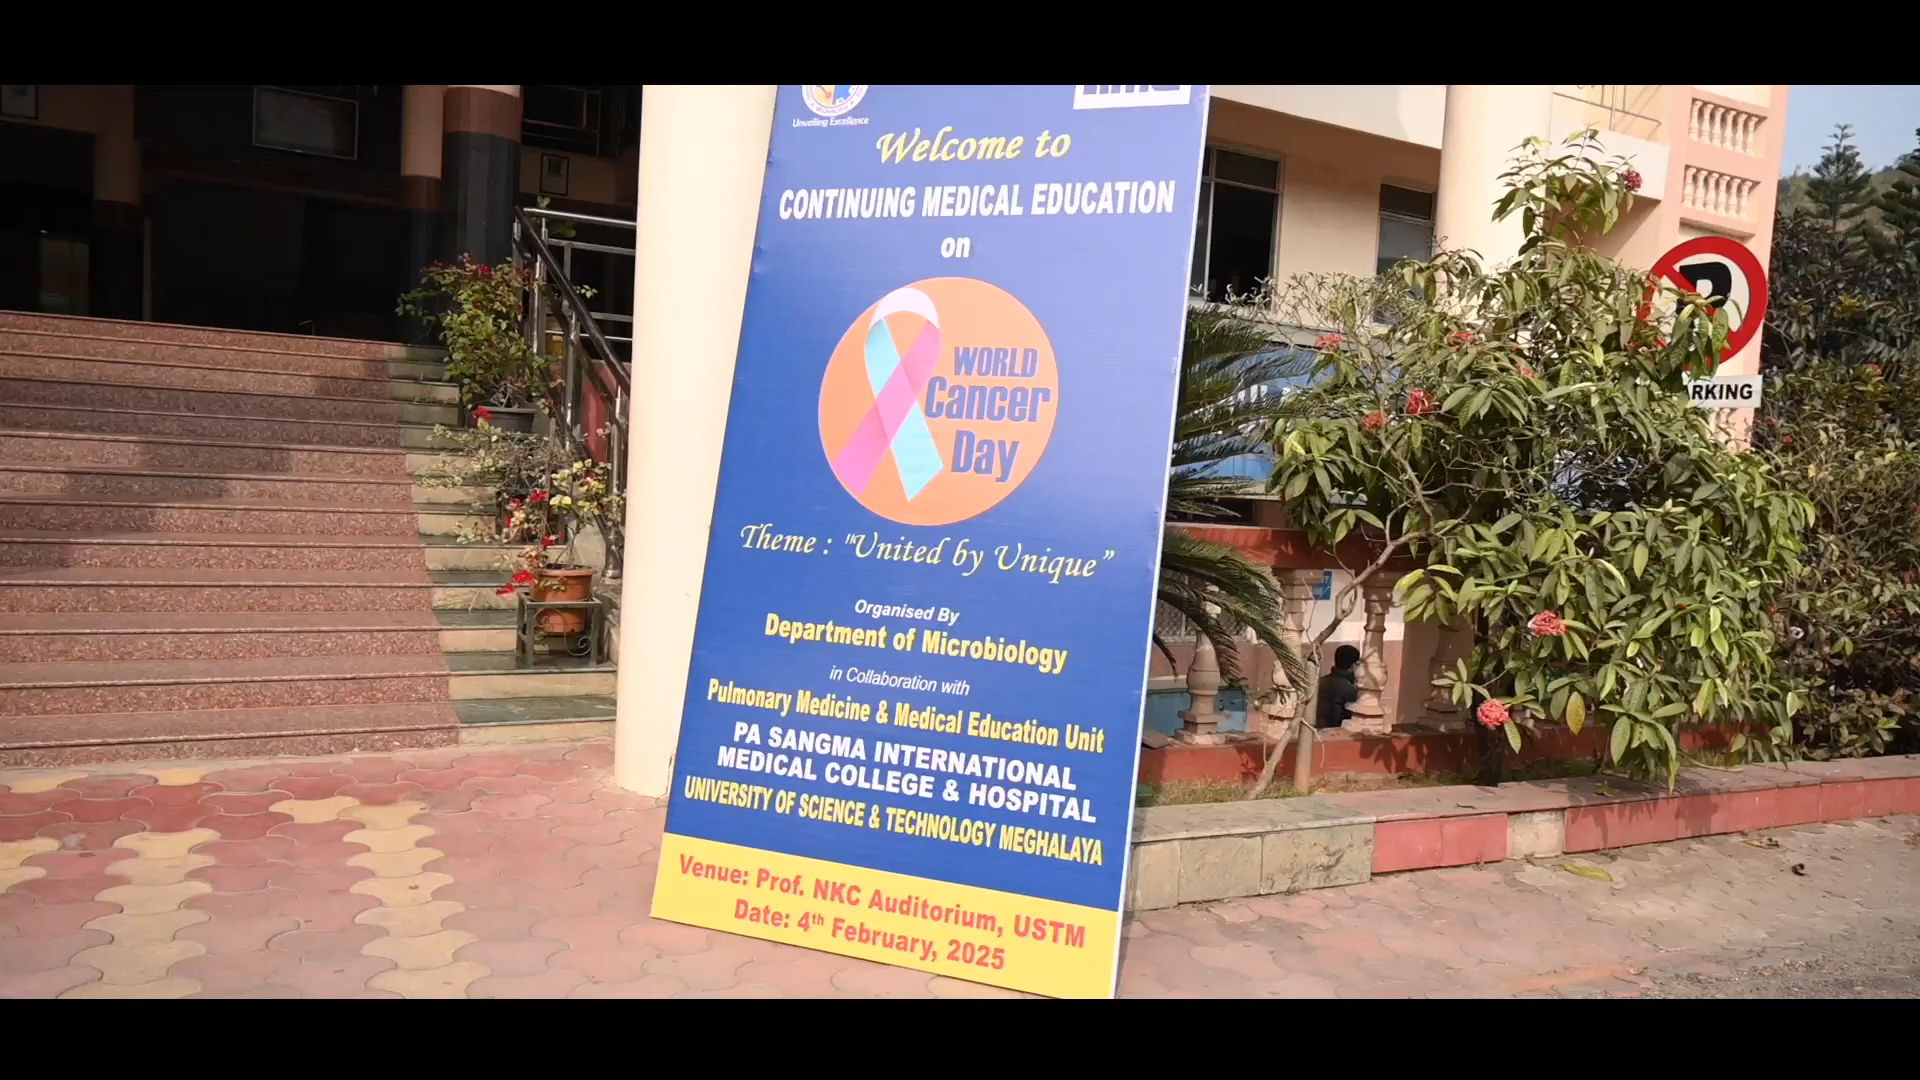 Unveiling Excellence
Welcome to
CONTINUING MEDICAL EDUCATION
on
WORLD
Cancer
Day
Theme : "United by Unique"
Organised By
Department of Microbiology
in Collaboration with
Pulmonary Medicine & Medical Education Unit
PA SANGMA INTERNATIONAL
MEDICAL COLLEGE & HOSPITAL
UNIVERSITY OF SCIENCE & TECHNOLOGY MEGHALAYA
Venue: Prof. NKC Auditorium, USTM
Date: 4th February, 2025
ARKING